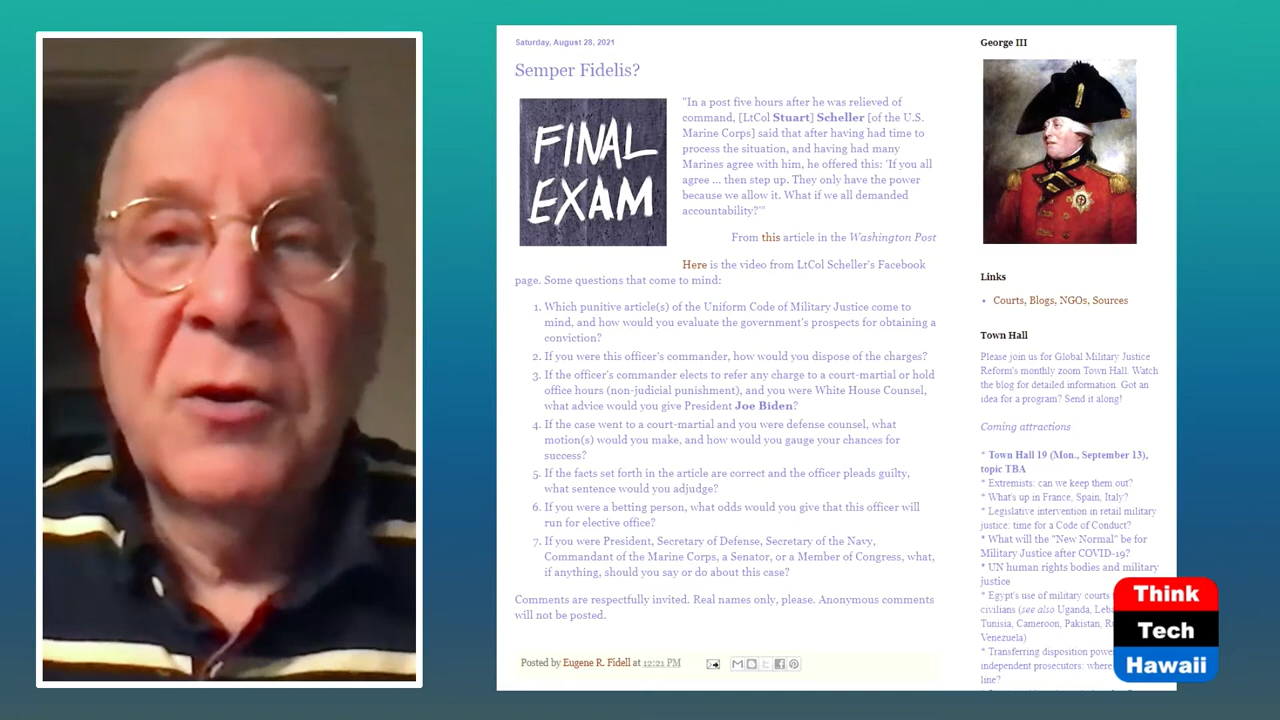 Saturday, August 28, 2021
Semper Fidelis?
FINAL
EXAM
"In a post five hours after he was relieved of
command, [LtCol Stuart] Scheller [of the U.S.
Marine Corps] said that after having had time to
process the situation, and having had many
Marines agree with him, he offered this: 'If you all
agree ... then step up. They only have the power
because we allow it. What if we all demanded
accountability?'"
From this article in the Washington Post
Here is the video from LtCol Scheller's Facebook
page. Some questions that come to mind:
1. Which punitive article(s) of the Uniform Code of Military Justice come to
mind, and how would you evaluate the government's prospects for obtaining a
conviction?
2. If you were this officer's commander, how would you dispose of the charges?
3. If the officer's commander elects to refer any charge to a court-martial or hold
office hours (non-judicial punishment), and you were White House Counsel,
what advice would you give President Joe Biden?
4. If the case went to a court-martial and you were defense counsel, what
motion(s) would you make, and how would you gauge your chances for
success?
5. If the facts set forth in the article are correct and the officer pleads guilty,
what sentence would you adjudge?
6. If you were a betting person, what odds would you give that this officer will
run for elective office?
7. If you were President, Secretary of Defense, Secretary of the Navy,
Commandant of the Marine Corps, a Senator, or a Member of Congress, what,
if anything, should you say or do about this case?
Comments are respectfully invited. Real names only, please. Anonymous comments
will not be posted.
Posted by Eugene R. Fidell at 12:21 PM
George III
Links
• Courts, Blogs, NGOs, Sources
Town Hall
Please join us for Global Military Justice
Reform's monthly zoom Town Hall. Watch
the blog for detailed information. Got an
idea for a program? Send it along!
Coming attractions
* Town Hall 19 (Mon., September 13),
topic TBA
* Extremists: can we keep them out?
* What's up in France, Spain, Italy?
* Legislative intervention in retail military
justice: time for a Code of Conduct?
* What will the "New Normal" be for
Military Justice after COVID-19?
* UN human rights bodies and military
justice
* Egypt's use of military courts
civilians (see also Uganda,
Tunisia, Cameroon, Pakistan,
Venezuela)
* Transferring disposition
independent prosecutors: where
line?
Think
Tech
Hawaii